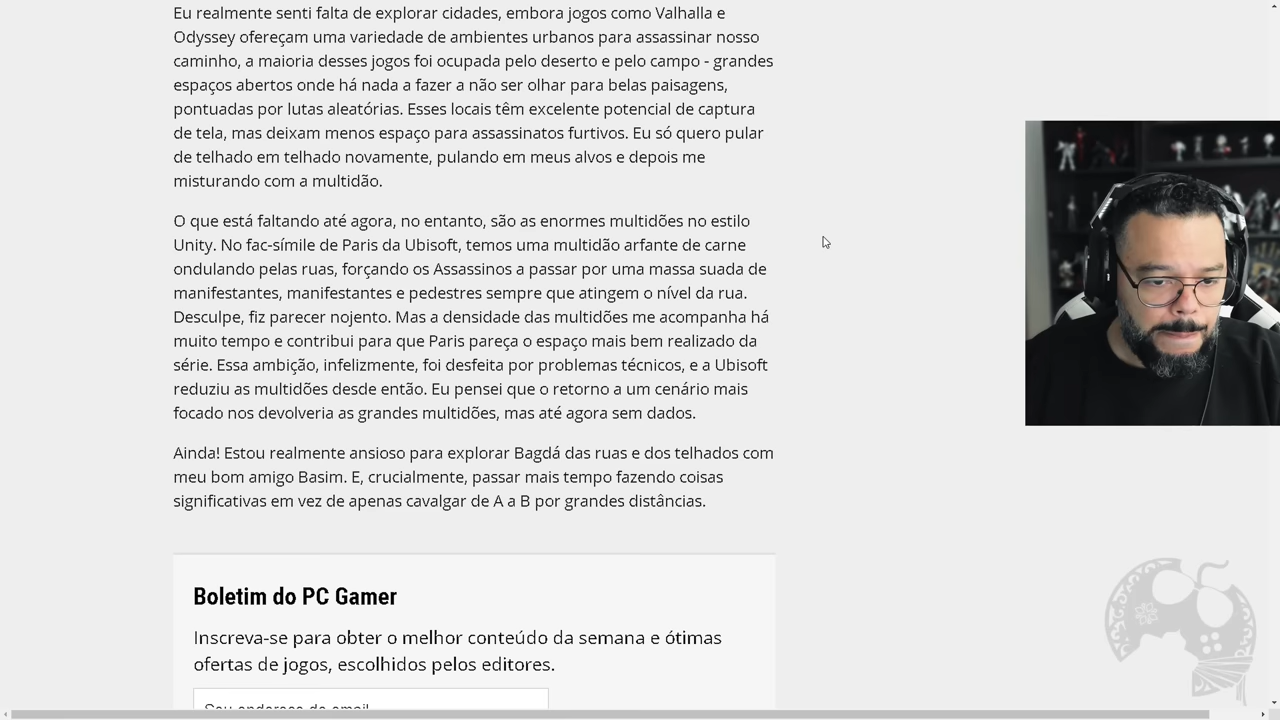 Eu realmente senti falta de explorar cidades, embora jogos como Valhalla e
Odyssey ofereçam uma variedade de ambientes urbanos para assassinar nosso
caminho, a maioria desses jogos foi ocupada pelo deserto e pelo campo - grandes
espaços abertos onde há nada a fazer a não ser olhar para belas paisagens,
pontuadas por lutas aleatórias. Esses locais têm excelente potencial de captura
de tela, mas deixam menos espaço para assassinatos furtivos. Eu só quero pular
de telhado em telhado novamente, pulando em meus alvos e depois me
misturando com a multidão.
O que está faltando até agora, no entanto, são as enormes multidões no estilo
Unity. No fac-símile de Paris da Ubisoft, temos uma multidão arfante de carne
ondulando pelas ruas, forçando os Assassinos a passar por uma massa suada de
manifestantes, manifestantes e pedestres sempre que atingem o nível da rua.
Desculpe, fiz parecer nojento. Mas a densidade das multidões me acompanha há
muito tempo e contribui para que Paris pareça o espaço mais bem realizado da
série. Essa ambição, infelizmente, foi desfeita por problemas técnicos, e a Ubisoft
reduziu as multidões desde então. Eu pensei que o retorno a um cenário mais
focado nos devolveria as grandes multidões, mas até agora sem dados.
Ainda! Estou realmente ansioso para explorar Bagdá das ruas e dos telhados com
meu bom amigo Basim. E, crucialmente, passar mais tempo fazendo coisas
significativas em vez de apenas cavalgar de A a B por grandes distâncias.
Boletim do PC Gamer
Inscreva-se para obter o melhor conteúdo da semana e ótimas
ofertas de jogos, escolhidos pelos editores.
Seu endereço de email